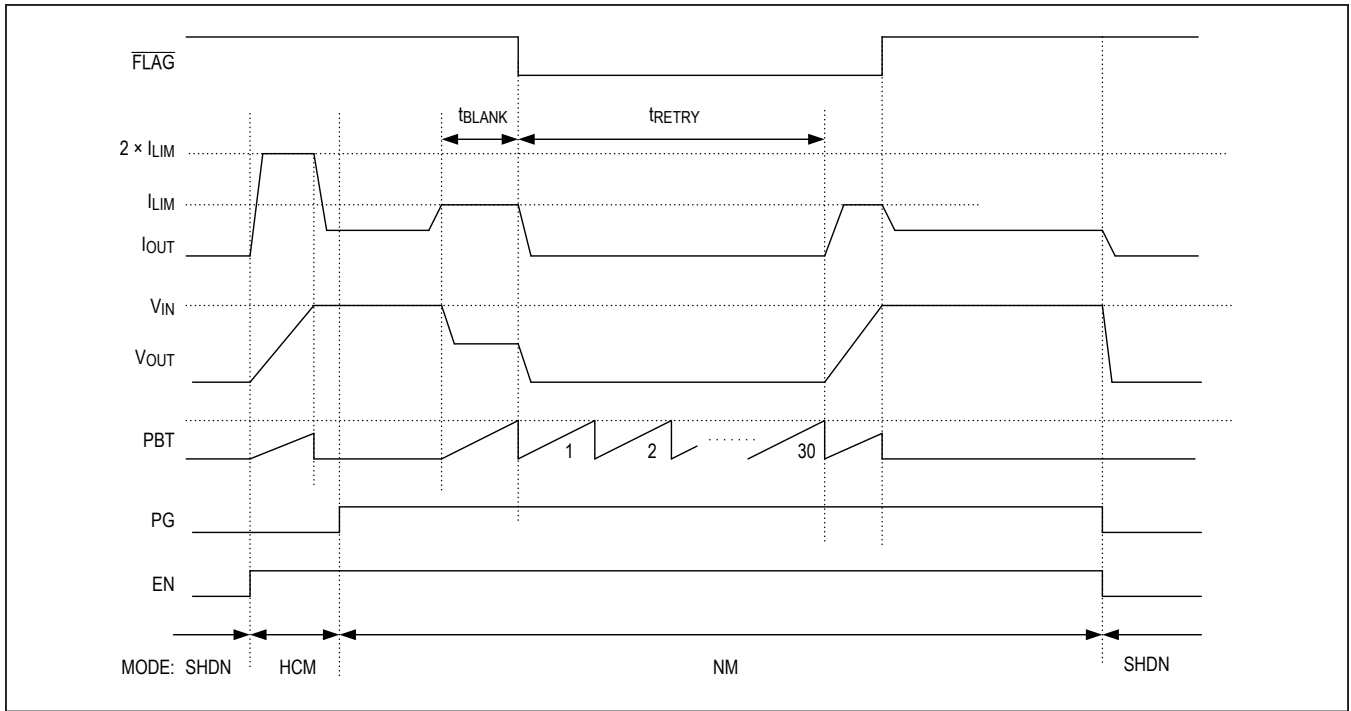 FLAG
tBLANK
tRETRY
2 × ILIM
ILIM
IOUT
VIN
VOUT
PBT
1
2
30
PG
EN
MODE: SHDN HCM NM SHDN